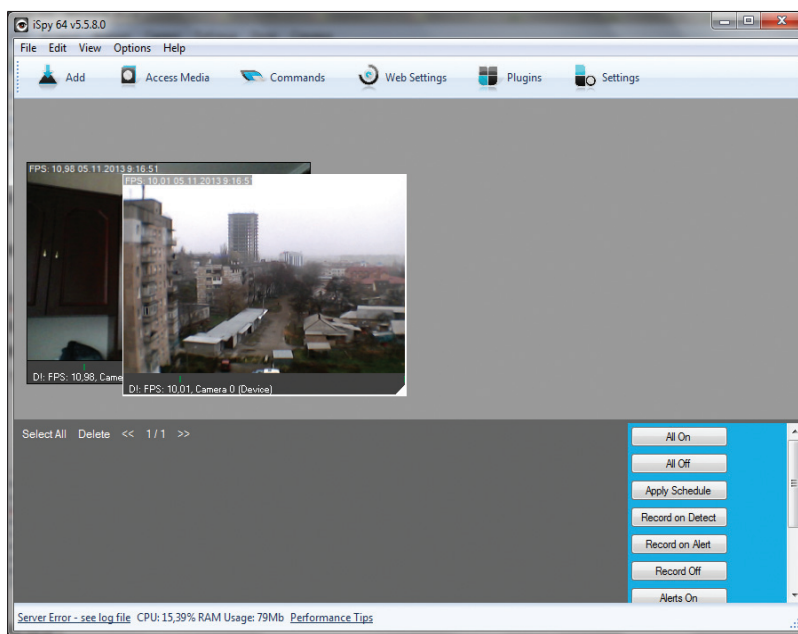 iSpy 64 v5.5.8.0
File Edit View Options Help
Add Access Media Commands Web Settings Plugins Settings
FPS: 10,98 05.11.2013 9:16:51
FPS: 10,01 05.11.2013 9:16:5
D!: FPS: 10,98, Came
D!: FPS: 10,01, Camera 0 (Device)
Select All Delete << 1 / 1 >>
All On
All Off
Apply Schedule
Record on Detect
Record on Alert
Record Off
Alerts On
Server Error - see log file CPU: 15,39% RAM Usage: 79Mb Performance Tips